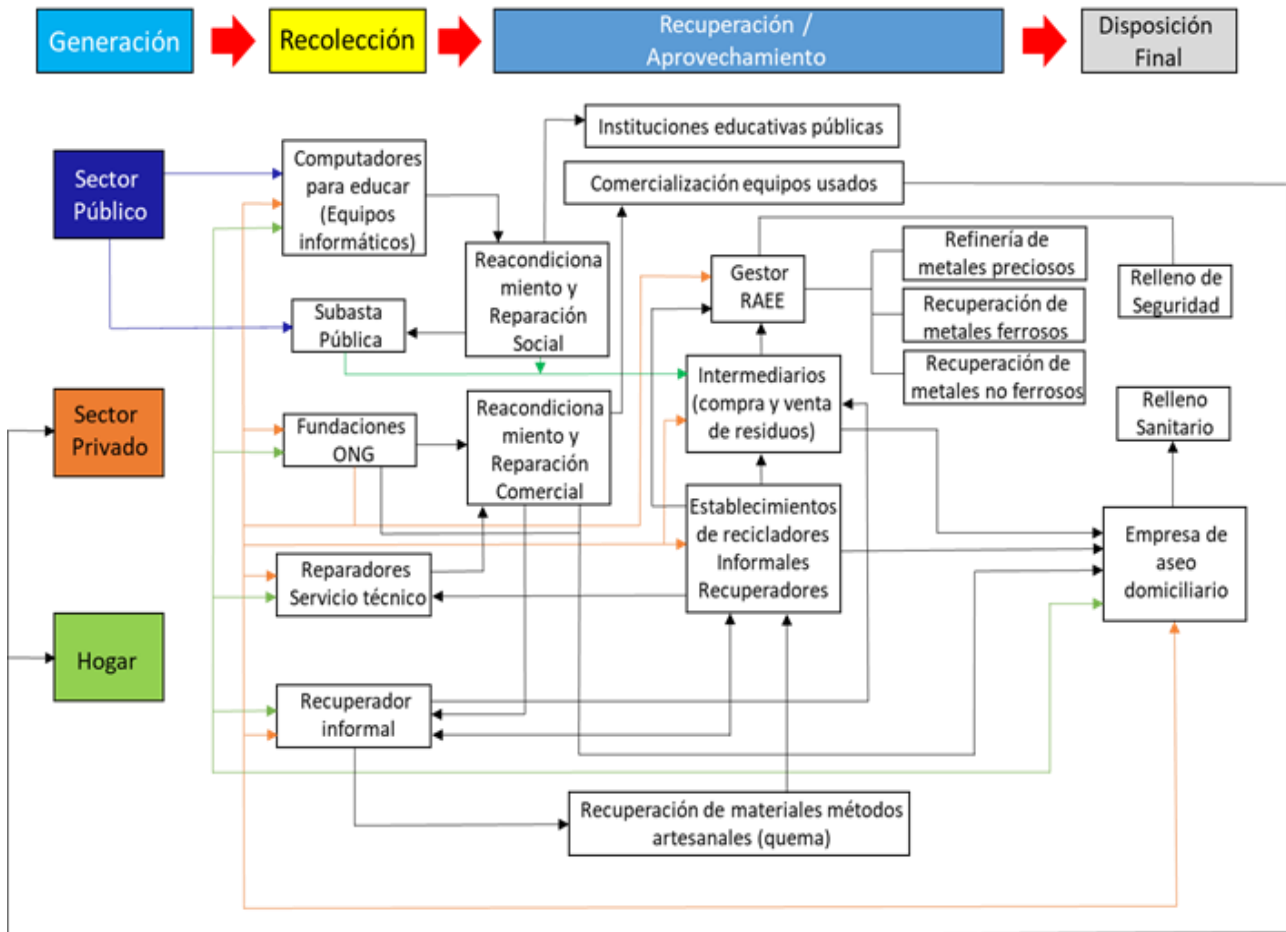 Generación
Recolección
Recuperación /
Aprovechamiento
Disposición
Final
Sector
Público
Computadores
para educar
(Equipos
informáticos)
Instituciones educativas públicas
Comercialización equipos usados
Reacondiciona
miento y
Reparación
Social
Gestor
RAEE
Refinería de
metales preciosos
Recuperación de
metales ferrosos
Recuperación de
metales no ferrosos
Relleno de
Seguridad
Subasta
Pública
Intermediarios
(compra y venta
de residuos)
Sector
Privado
Fundaciones
ONG
Reacondiciona
miento y
Reparación
Comercial
Relleno
Sanitario
Establecimientos
de recicladores
Informales
Recuperadores
Empresa de
aseo
domiciliario
Reparadores
Servicio técnico
Hogar
Recuperador
informal
Recuperación de materiales métodos
artesanales (quema)